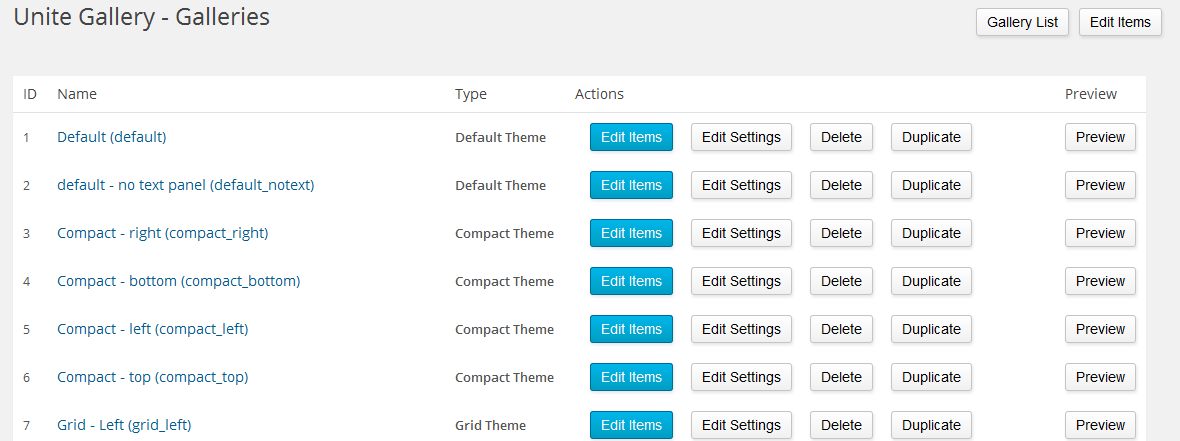 Unite Gallery - Galleries Gallery List Edit Items
ID Name Type Actions Preview
1 Default (default) Default Theme Edit Items Edit Settings Delete Duplicate Preview
2 default - no text panel (default_notext) Default Theme Edit Items Edit Settings Delete Duplicate Preview
3 Compact - right (compact_right) Compact Theme Edit Items Edit Settings Delete Duplicate Preview
4 Compact - bottom (compact_bottom) Compact Theme Edit Items Edit Settings Delete Duplicate Preview
5 Compact - left (compact_left) Compact Theme Edit Items Edit Settings Delete Duplicate Preview
6 Compact - top (compact_top) Compact Theme Edit Items Edit Settings Delete Duplicate Preview
7 Grid - Left (grid_left) Grid Theme Edit Items Edit Settings Delete Duplicate Preview